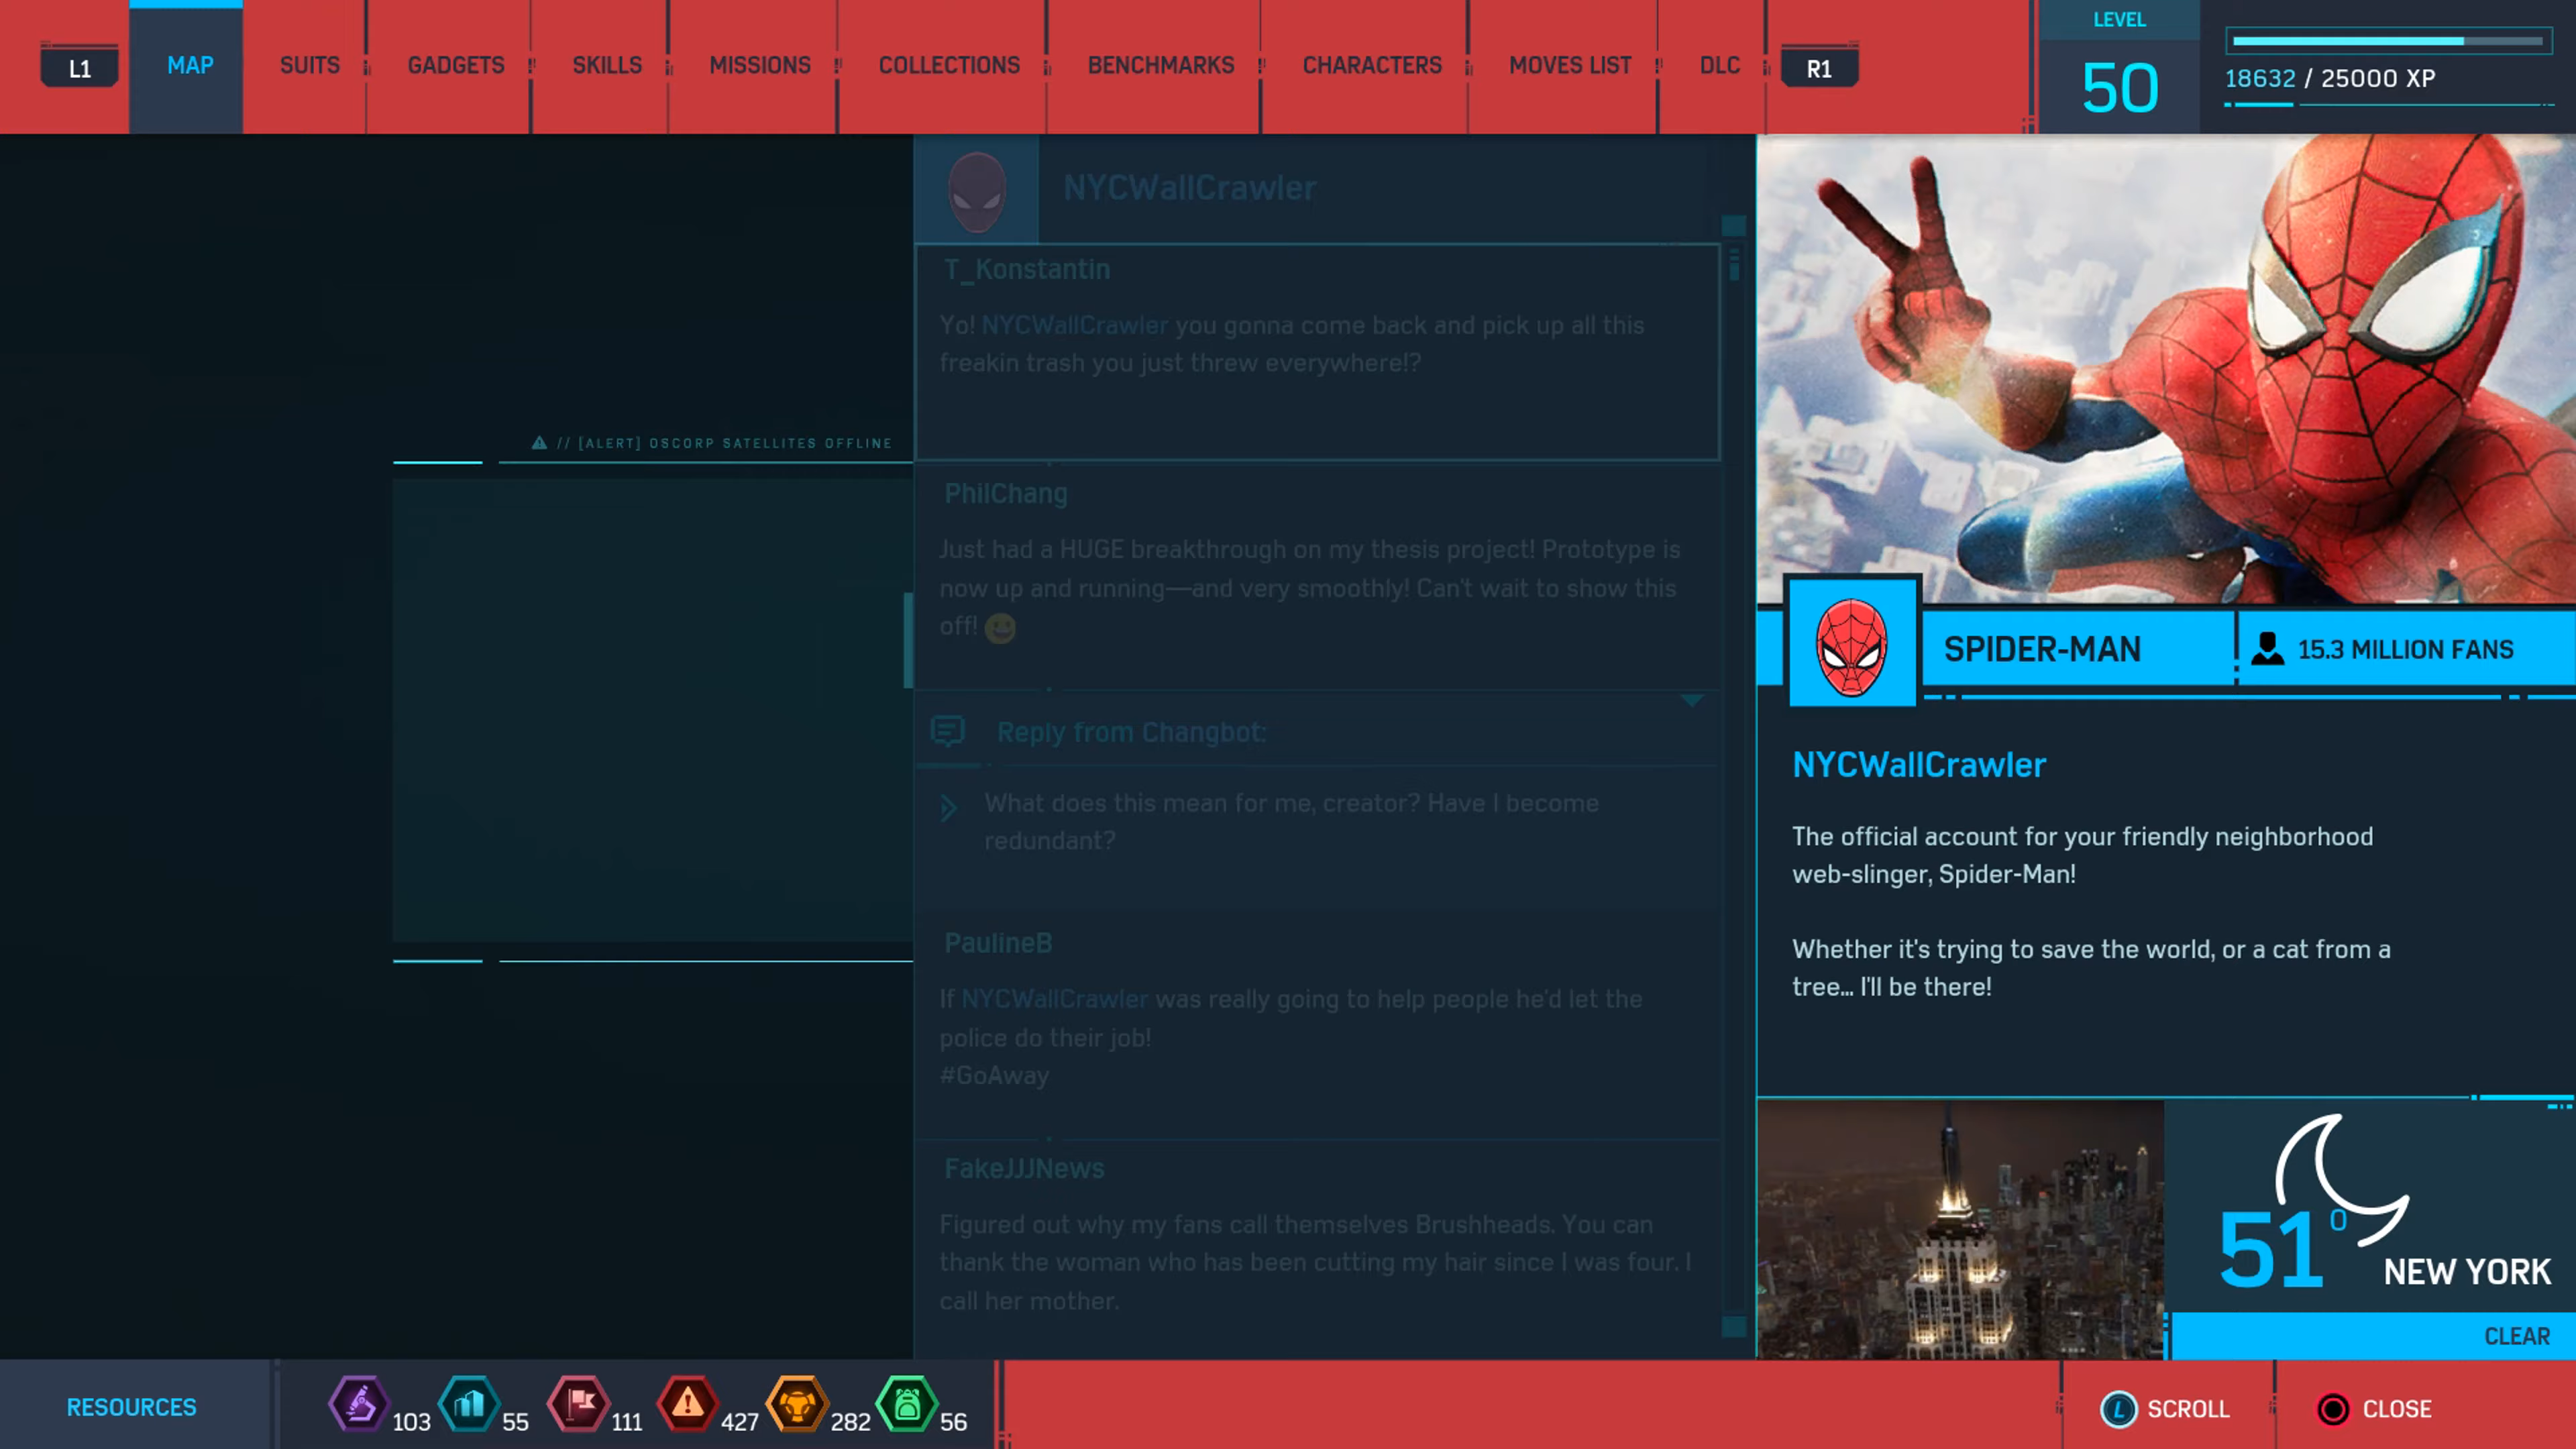 L1
MAP
SUITS
GADGETS
SKILLS
MISSIONS
COLLECTIONS
BENCHMARKS
CHARACTERS
MOVES LIST
DLC
R1
LEVEL
50
18632 / 25000 XP
NYCWallCrawler
T_Konstantin
Yo! NYCWallCrawler you gonna come back and pick up all this
freakin trash you just threw everywhere!?
// [ALERT] OSCORP SATELLITES OFFLINE
PhilChang
Just had a HUGE breakthrough on my thesis project! Prototype is
now up and running—and very smoothly! Can't wait to show this
off! 😀
Reply from Changbot:
What does this mean for me, creator? Have I become
redundant?
PaulineB
If NYCWallCrawler was really going to help people he'd let the
police do their job!
#GoAway
FakeJJJNews
Figured out why my fans call themselves Brushheads. You can
thank the woman who has been cutting my hair since I was four. I
call her mother.
SPIDER-MAN
15.3 MILLION FANS
NYCWallCrawler
The official account for your friendly neighborhood
web-slinger, Spider-Man!
Whether it's trying to save the world, or a cat from a
tree... I'll be there!
51°
NEW YORK
CLEAR
RESOURCES
103
55
111
427
282
56
L SCROLL
CLOSE